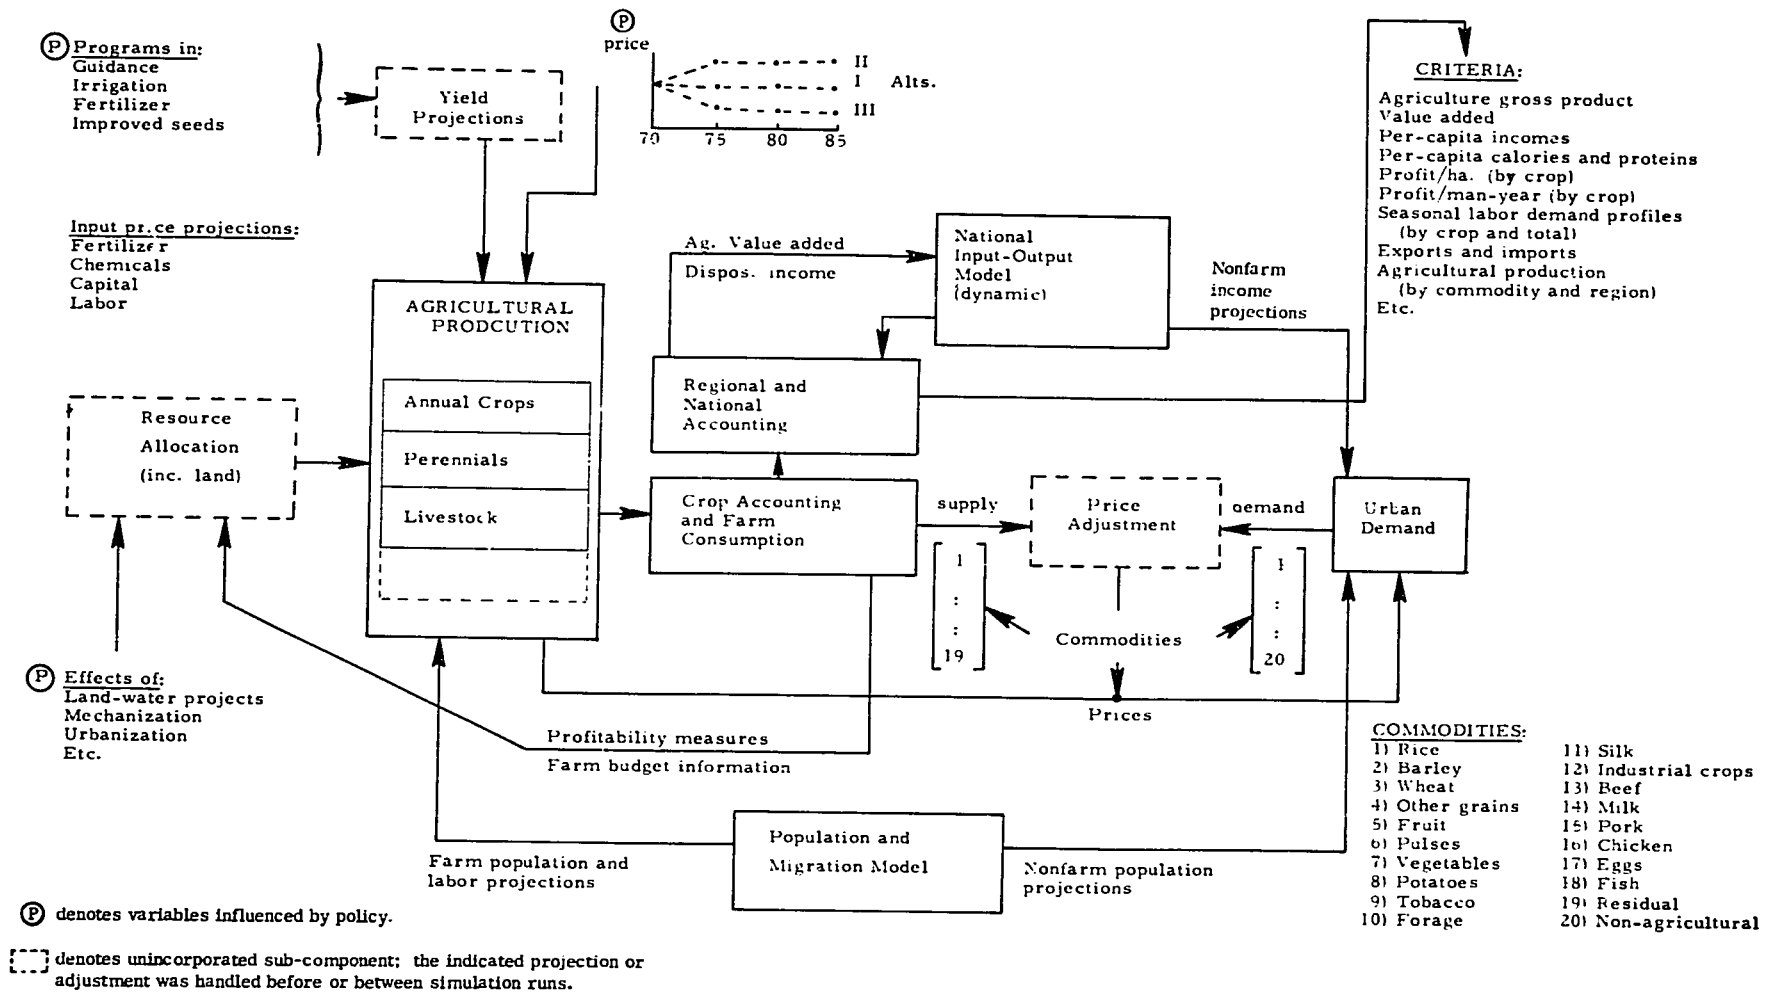 Ⓟ Programs in:
Guidance
Irrigation
Fertilizer
Improved seeds
Yield
Projections
Ⓟ
price
II
I Alts.
III
70 75 80 85
CRITERIA:
Agriculture gross product
Value added
Per-capita incomes
Per-capita calories and proteins
Profit/ha. (by crop)
Profit/man-year (by crop)
Seasonal labor demand profiles
(by crop and total)
Exports and imports
Agricultural production
(by commodity and region)
Etc.
Input price projections:
Fertilizer
Chemicals
Capital
Labor
AGRICULTURAL
PRODCUTION
Annual Crops
Perennials
Livestock
Resource
Allocation
(inc. land)
Ag. Value added
Dispos. income
National
Input-Output
Model
(dynamic)
Nonfarm
income
projections
Regional and
National
Accounting
Crop Accounting
and Farm
Consumption
supply
Price
Adjustment
demand
Urban
Demand
1
:
:
19
Commodities
1
:
:
20
Prices
Ⓟ Effects of:
Land-water projects
Mechanization
Urbanization
Etc.
Profitability measures
Farm budget information
Population and
Migration Model
Farm population and
labor projections
Nonfarm population
projections
COMMODITIES:
1) Rice
2) Barley
3) Wheat
4) Other grains
5) Fruit
6) Pulses
7) Vegetables
8) Potatoes
9) Tobacco
10) Forage
11) Silk
12) Industrial crops
13) Beef
14) Milk
15) Pork
16) Chicken
17) Eggs
18) Fish
19) Residual
20) Non-agricultural
Ⓟ denotes variables influenced by policy.
denotes unincorporated sub-component; the indicated projection or
adjustment was handled before or between simulation runs.